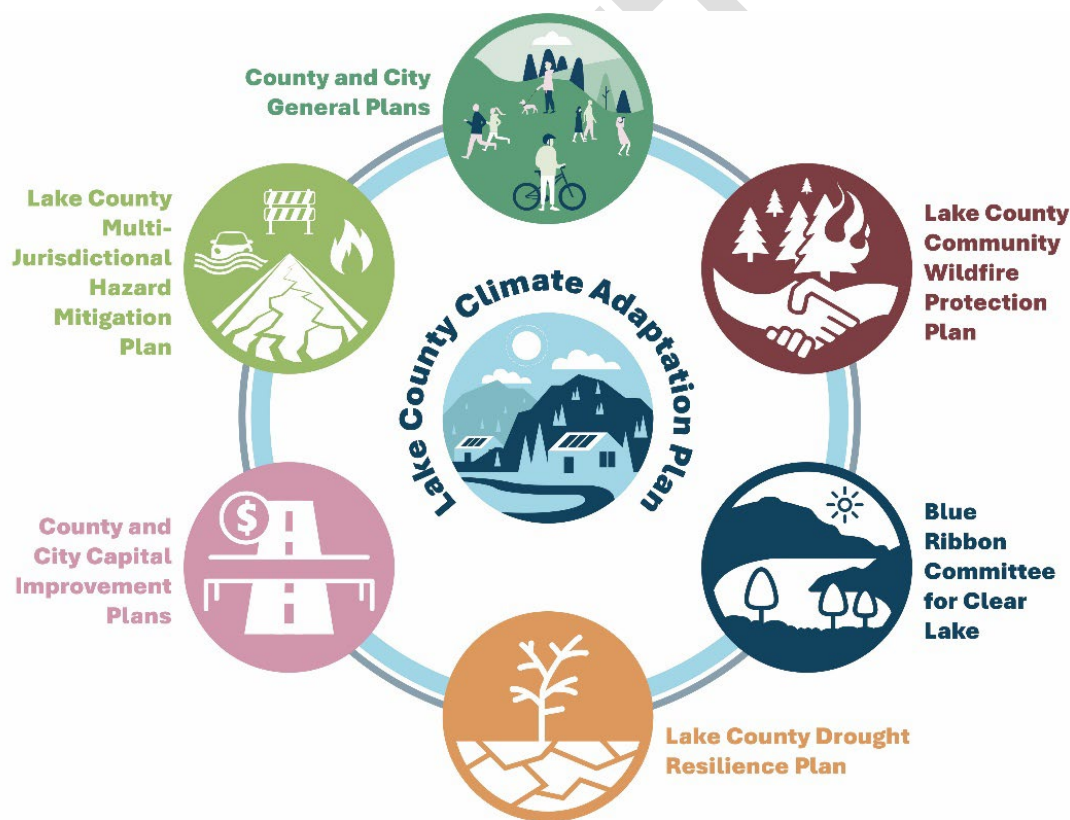 County and City
General Plans
Lake County
Multi-
Jurisdictional
Hazard
Mitigation
Plan
Lake County
Community
Wildfire
Protection
Plan
Lake County Climate Adaptation Plan
$
County and
City Capital
Improvement
Plans
Blue
Ribbon
Committee
for Clear
Lake
Lake County Drought
Resilience Plan